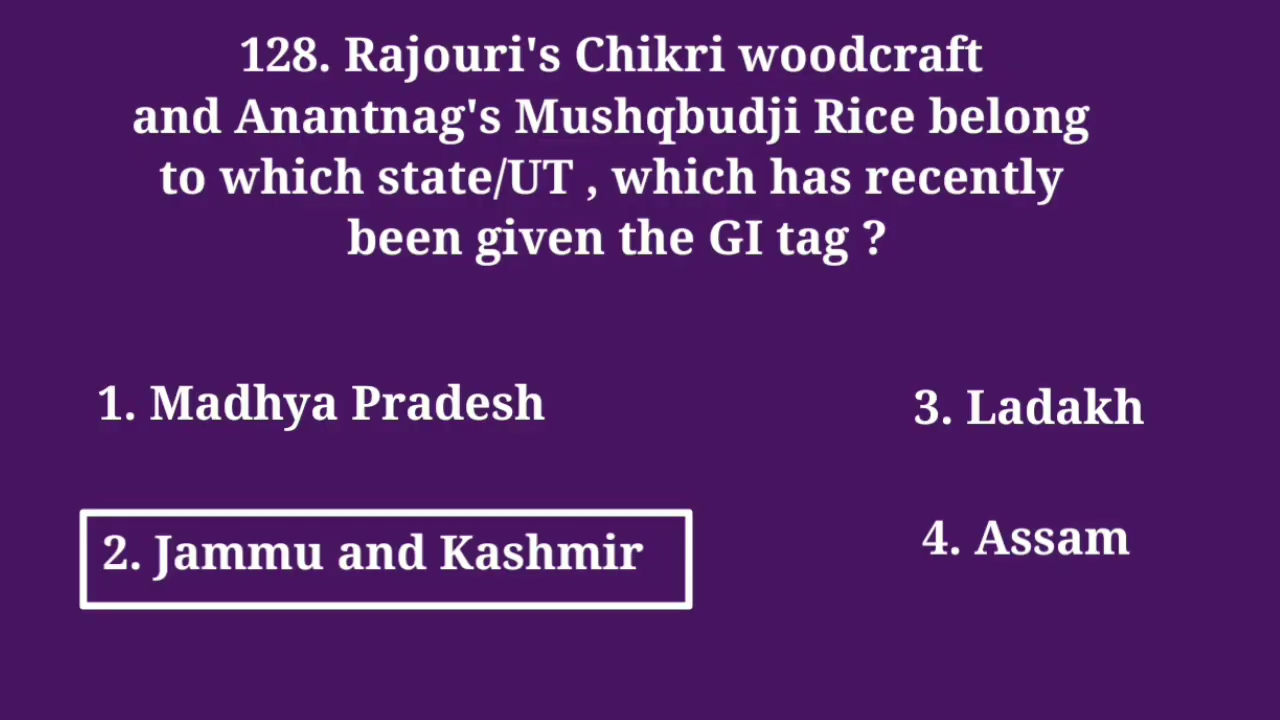 128. Rajouri's Chikri woodcraft
and Anantnag's Mushqbudji Rice belong
to which state/UT , which has recently
been given the GI tag ?
1. Madhya Pradesh
2. Jammu and Kashmir
3. Ladakh
4. Assam